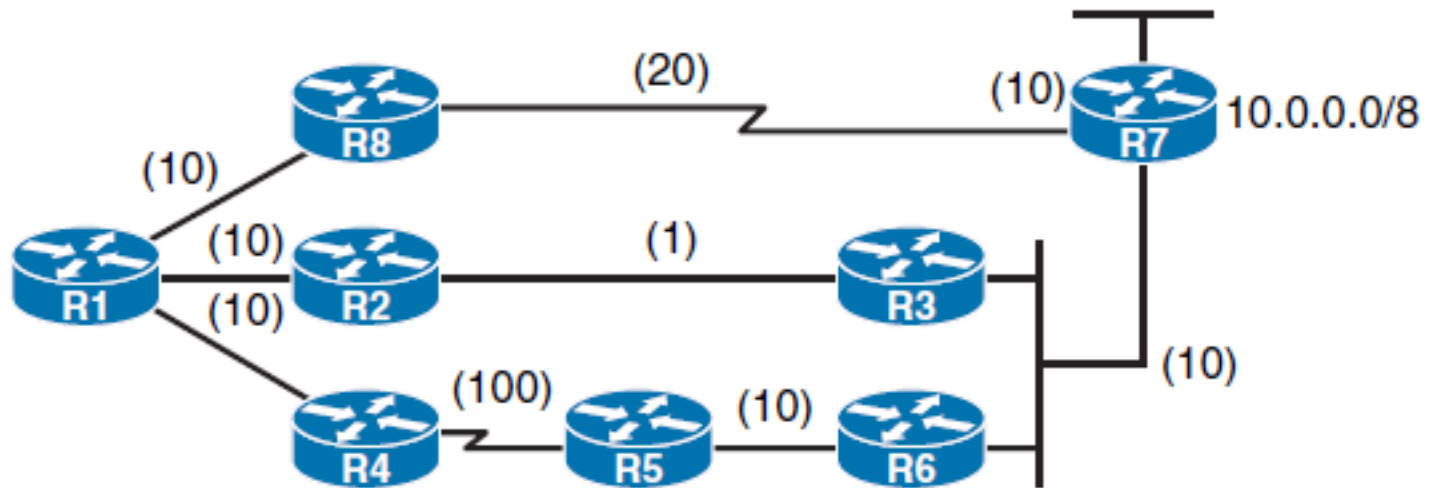 (20)
(10)
R8
R7
10.0.0.0/8
(10)
(10)
(1)
R1
R2
R3
(10)
(100)
(10)
(10)
R4
R5
R6